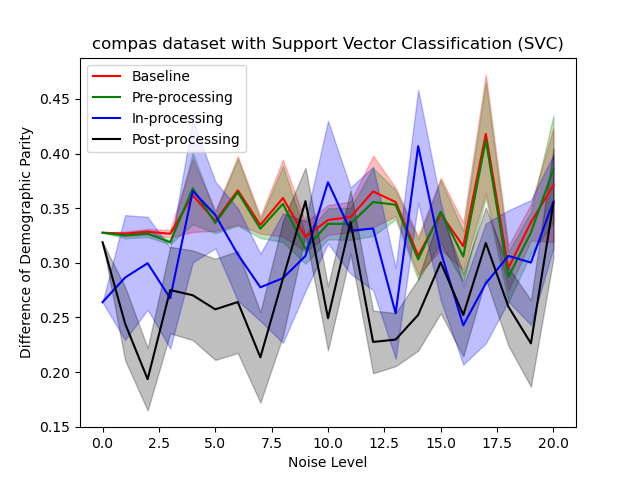 compas dataset with Support Vector Classification (SVC)
Baseline
Pre-processing
In-processing
Post-processing
Difference of Demographic Parity
0.45
0.40
0.35
0.30
0.25
0.20
0.15
0.0 2.5 5.0 7.5 10.0 12.5 15.0 17.5 20.0
Noise Level